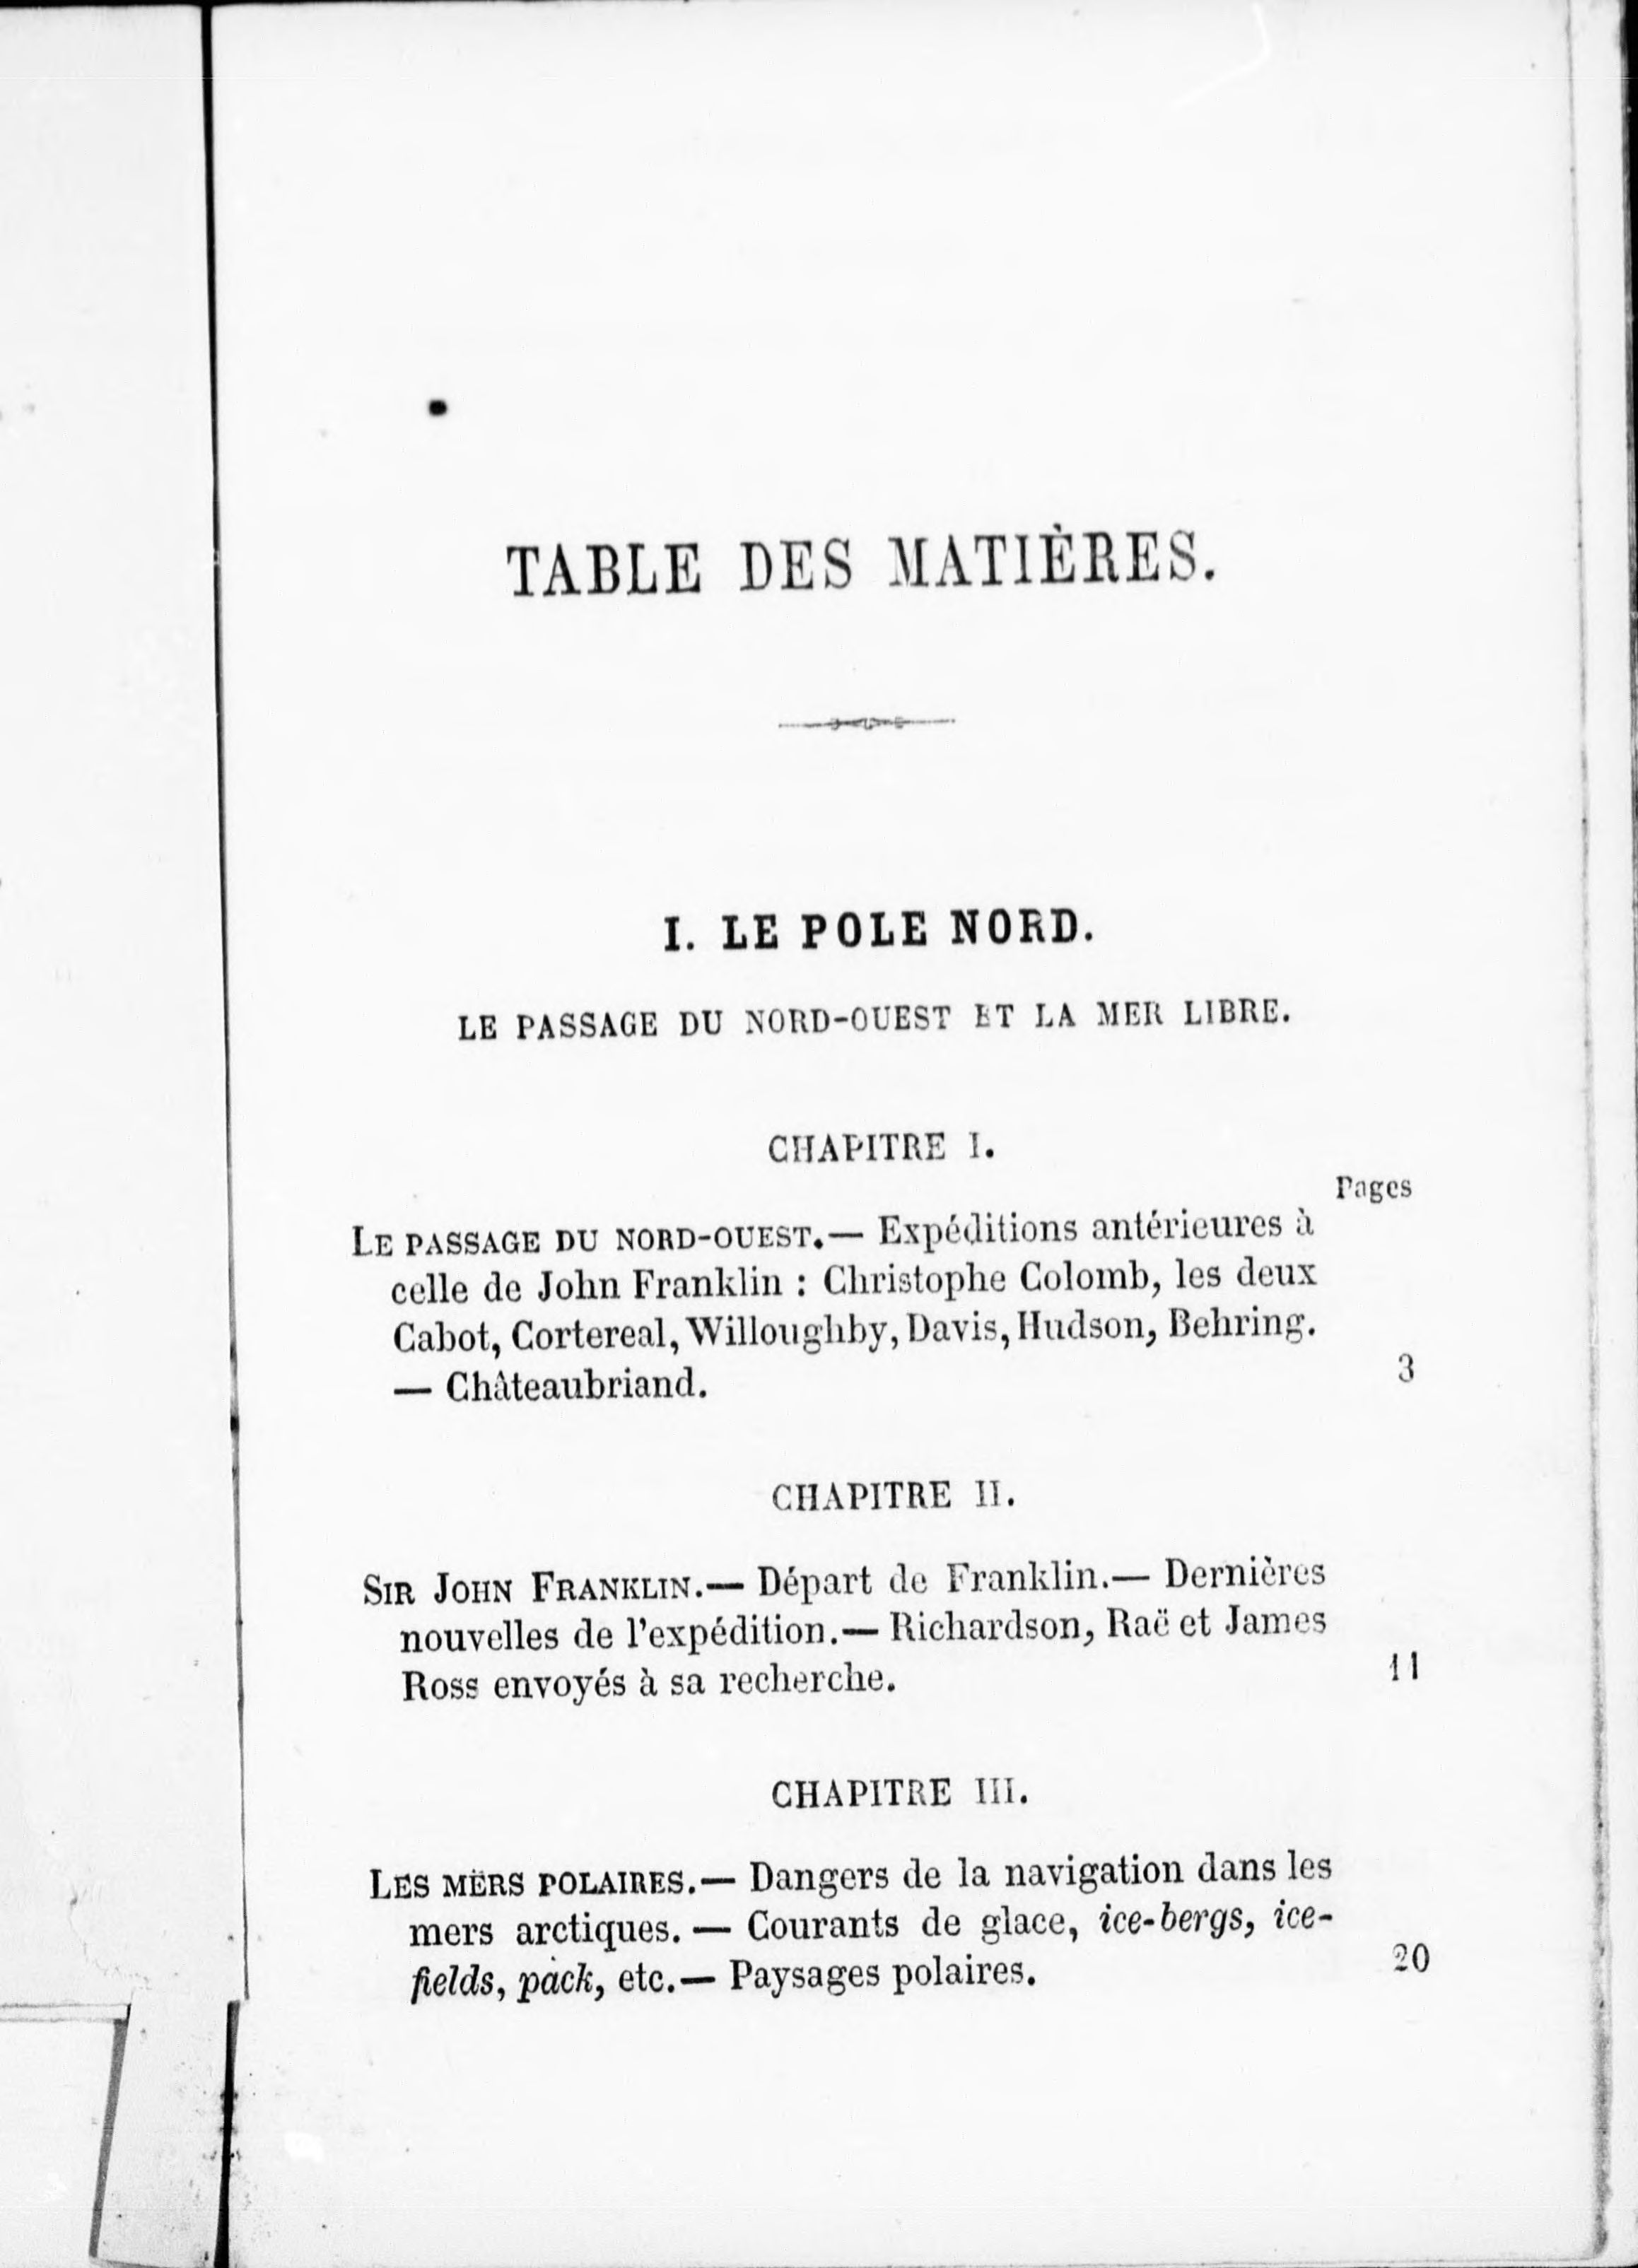 TABLE DES MATIÈRES.
I. LE POLE NORD.
LE PASSAGE DU NORD-OUEST ET LA MER LIBRE.
CHAPITRE I.
Pages
LE PASSAGE DU NORD-OUEST.— Expéditions antérieures à
celle de John Franklin : Christophe Colomb, les deux
Cabot, Cortereal, Willoughby, Davis, Hudson, Behring.
— Châteaubriand. 3
CHAPITRE II.
SIR JOHN FRANKLIN.— Départ de Franklin.— Dernières
nouvelles de l'expédition.— Richardson, Raë et James
Ross envoyés à sa recherche. 11
CHAPITRE III.
LES MERS POLAIRES.— Dangers de la navigation dans les
mers arctiques. — Courants de glace, ice-bergs, ice-
fields, pack, etc.— Paysages polaires. 20